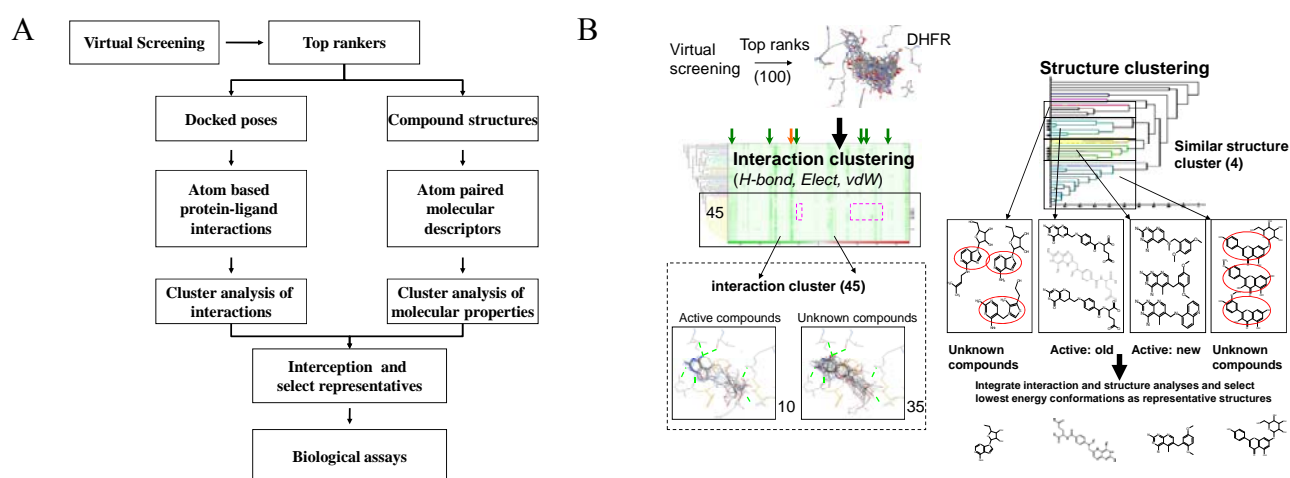 A
Virtual Screening
Top rankers
Docked poses
Compound structures
Atom based
protein-ligand
interactions
Atom paired
molecular
descriptors
Cluster analysis of
interactions
Cluster analysis of
molecular properties
Interception and
select representatives
Biological assays
B
Virtual
screening
Top ranks
(100)
DHFR
Interaction clustering
(H-bond, Elect, vdW)
45
interaction cluster (45)
Active compounds
Unknown compounds
10
35
Structure clustering
Similar structure
cluster (4)
Unknown
compounds
Active: old
Active: new
Unknown
compounds
Integrate interaction and structure analyses and select
lowest energy conformations as representative structures